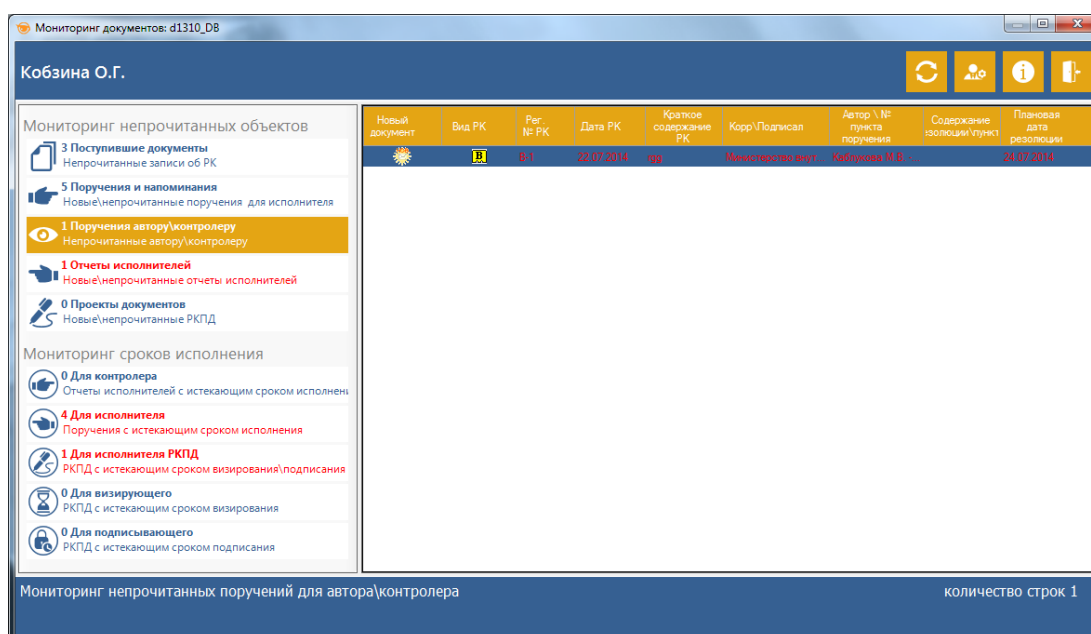 Мониторинг документов: d1310_DB
Кобзина О.Г.
Мониторинг непрочитанных объектов
3 Поступившие документы
Непрочитанные записи об РК
5 Поручения и напоминания
Новые\непрочитанные поручения для исполнителя
1 Поручения автору\контролеру
Непрочитанные автору\контролеру
1 Отчеты исполнителей
Новые\непрочитанные отчеты исполнителей
0 Проекты документов
Новые\непрочитанные РКПД
Мониторинг сроков исполнения
0 Для контролера
Отчеты исполнителей с истекающим сроком исполнен
4 Для исполнителя
Поручения с истекающим сроком исполнения
1 Для исполнителя РКПД
РКПД с истекающим сроком визирования\подписания
0 Для визирующего
РКПД с истекающим сроком визирования
0 Для подписывающего
РКПД с истекающим сроком подписания
Новый документ
Вид РК
Рег. № РК
Дата РК
Краткое содержание РК
Корр\Подписал
Автор \ № пункта поручения
Содержание золюции\пункт
Плановая дата резолюции
В
22.07.2014
rgg
Министерство внут...
24.07.2014
Мониторинг непрочитанных поручений для автора\контролера
количество строк 1